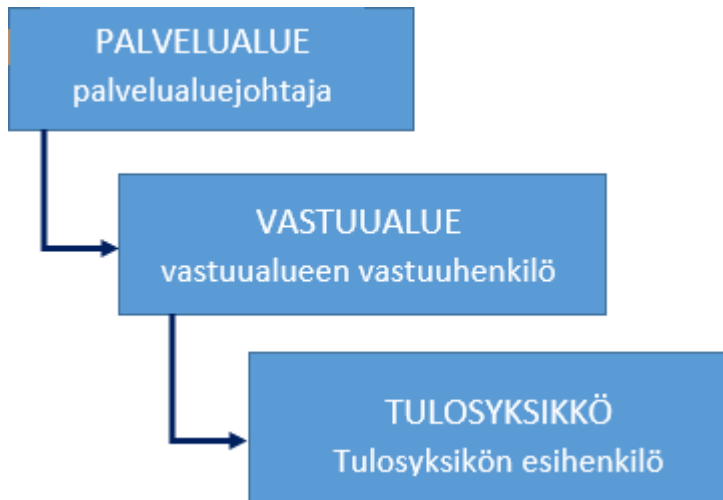 PALVELUALUE
palvelualuejohtaja
VASTUUALUE
vastuualueen vastuuhenkilö
TULOSYKSIKKÖ
Tulosyksikön esihenkilö